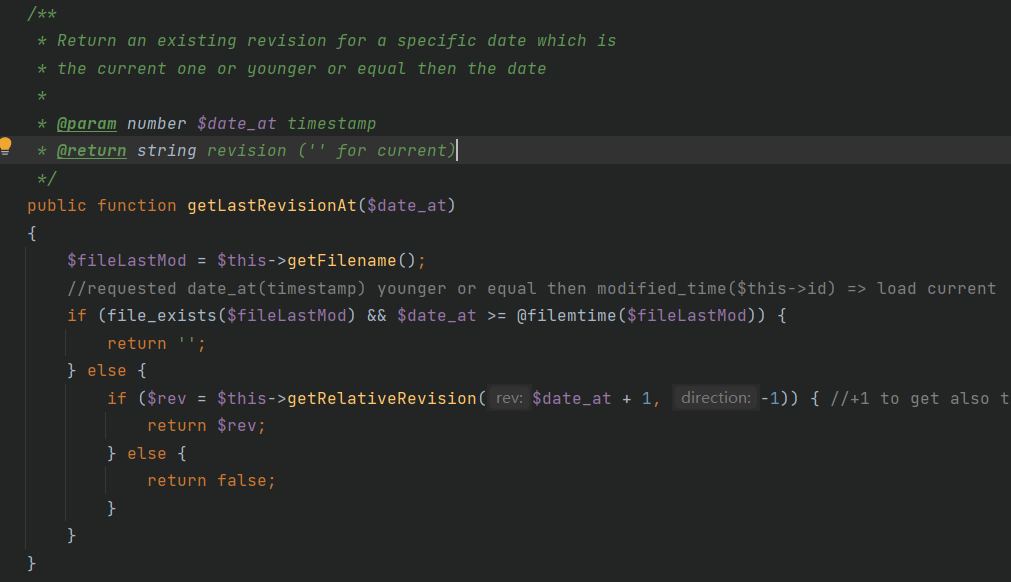 /**
 * Return an existing revision for a specific date which is
 * the current one or younger or equal then the date
 *
 * @param number $date_at timestamp
 * @return string revision ('' for current)
 */
public function getLastRevisionAt($date_at)
{
    $fileLastMod = $this->getFilename();
    //requested date_at(timestamp) younger or equal then modified_time($this->id) => load current
    if (file_exists($fileLastMod) && $date_at >= @filemtime($fileLastMod)) {
        return '';
    } else {
        if ($rev = $this->getRelativeRevision( rev: $date_at + 1, direction: -1)) { //+1 to get also t
            return $rev;
        } else {
            return false;
        }
    }
}